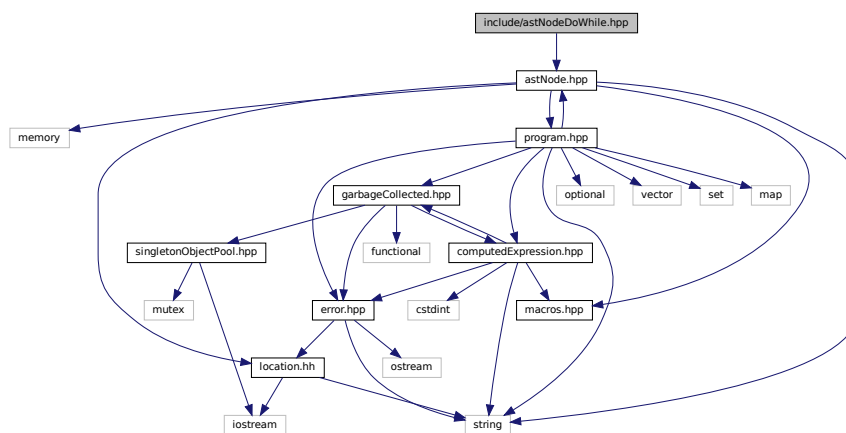 include/astNodeDoWhile.hpp
astNode.hpp
memory
program.hpp
garbageCollected.hpp
optional
vector
set
map
singletonObjectPool.hpp
functional
computedExpression.hpp
mutex
error.hpp
cstdint
macros.hpp
location.hh
ostream
iostream
string